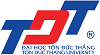 TDT
ĐẠI HỌC TÔN ĐỨC THẮNG
TON DUC THANG UNIVERSITY